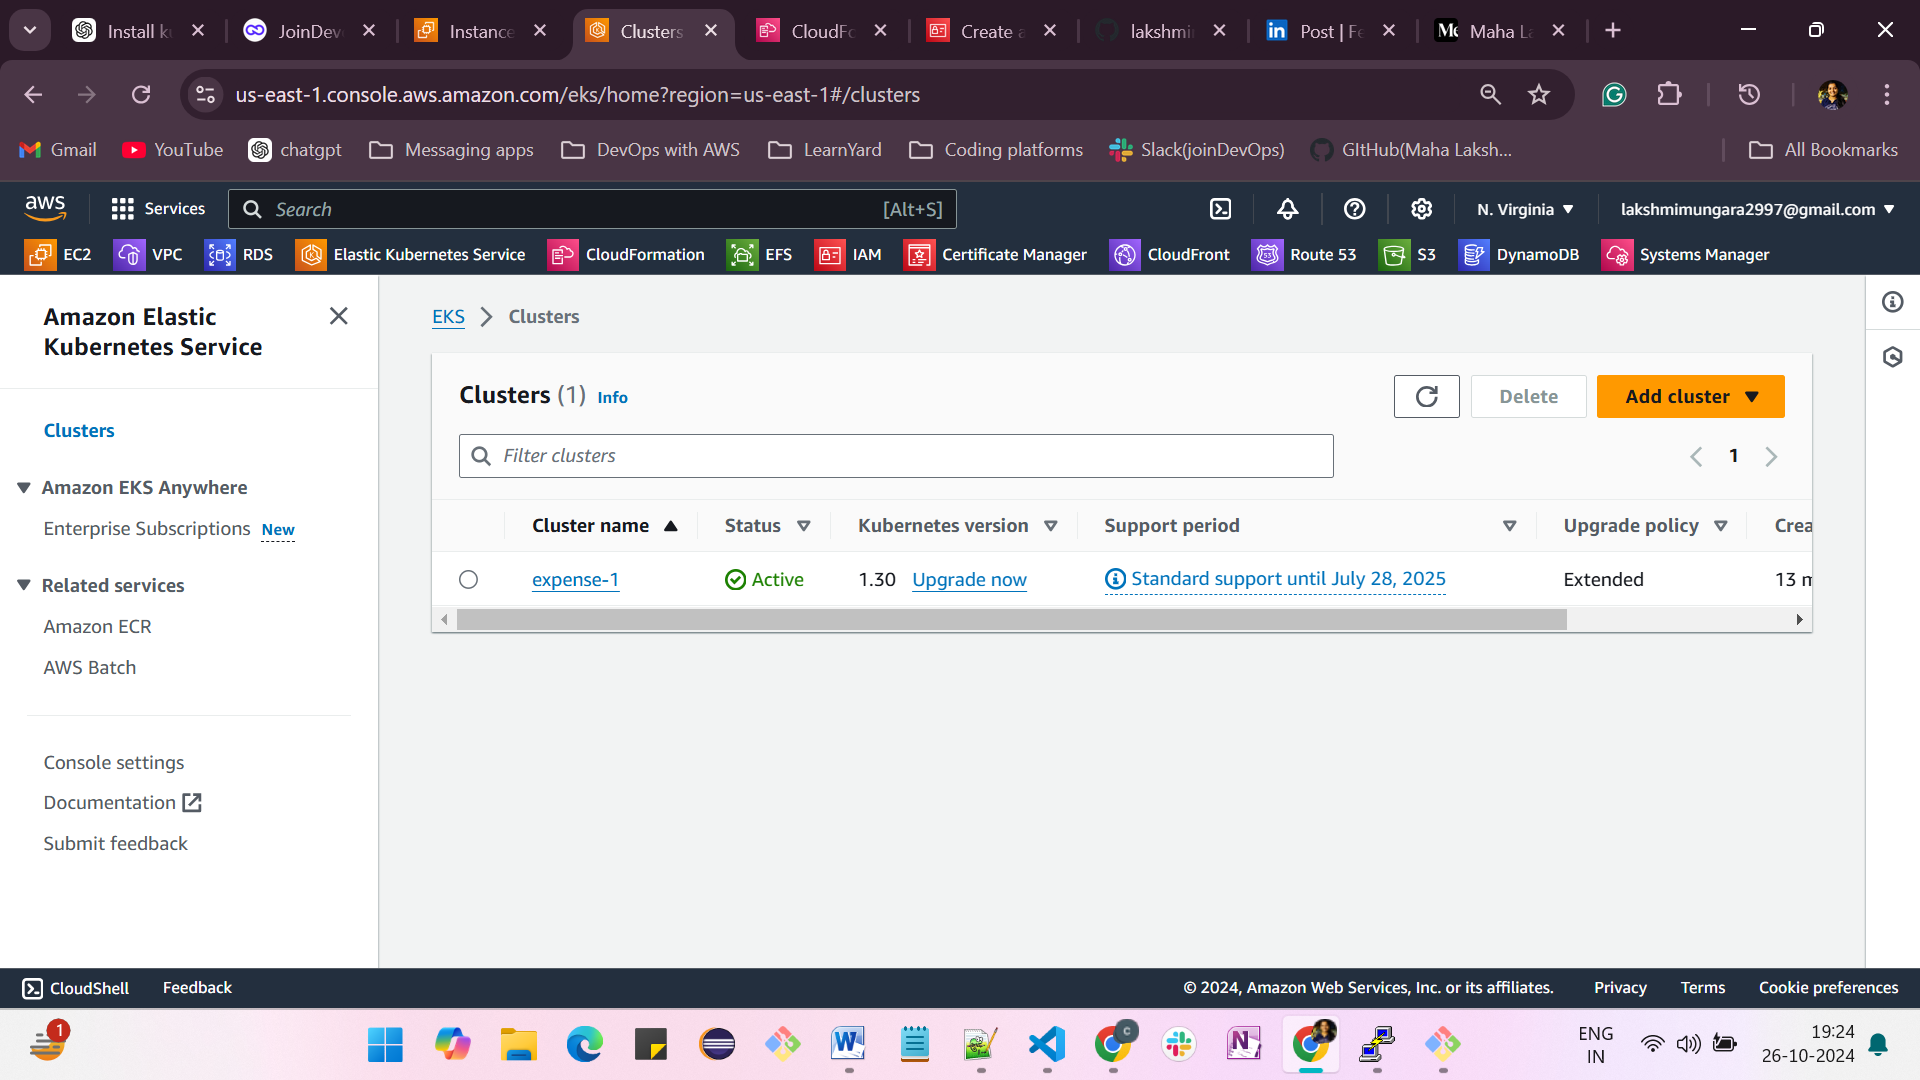 Install k
JoinDev
Instance
Clusters
CloudFo
Create a
lakshmi
Post | Fe
Maha La
us-east-1.console.aws.amazon.com/eks/home?region=us-east-1#/clusters
Gmail
YouTube
chatgpt
Messaging apps
DevOps with AWS
LearnYard
Coding platforms
Slack(joinDevOps)
GItHub(Maha Laksh...
All Bookmarks
aws
Services
Search
[Alt+S]
N. Virginia
lakshmimungara2997@gmail.com
EC2
VPC
RDS
Elastic Kubernetes Service
CloudFormation
EFS
IAM
Certificate Manager
CloudFront
Route 53
S3
DynamoDB
Systems Manager
Amazon Elastic
Kubernetes Service
Clusters
Amazon EKS Anywhere
Enterprise Subscriptions New
Related services
Amazon ECR
AWS Batch
Console settings
Documentation
Submit feedback
EKS
Clusters
Clusters (1) Info
Delete
Add cluster
Filter clusters
1
Cluster name
Status
Kubernetes version
Support period
Upgrade policy
Crea
expense-1
Active
1.30 Upgrade now
Standard support until July 28, 2025
Extended
13 m
CloudShell
Feedback
© 2024, Amazon Web Services, Inc. or its affiliates.
Privacy
Terms
Cookie preferences
1
ENG
IN
19:24
26-10-2024